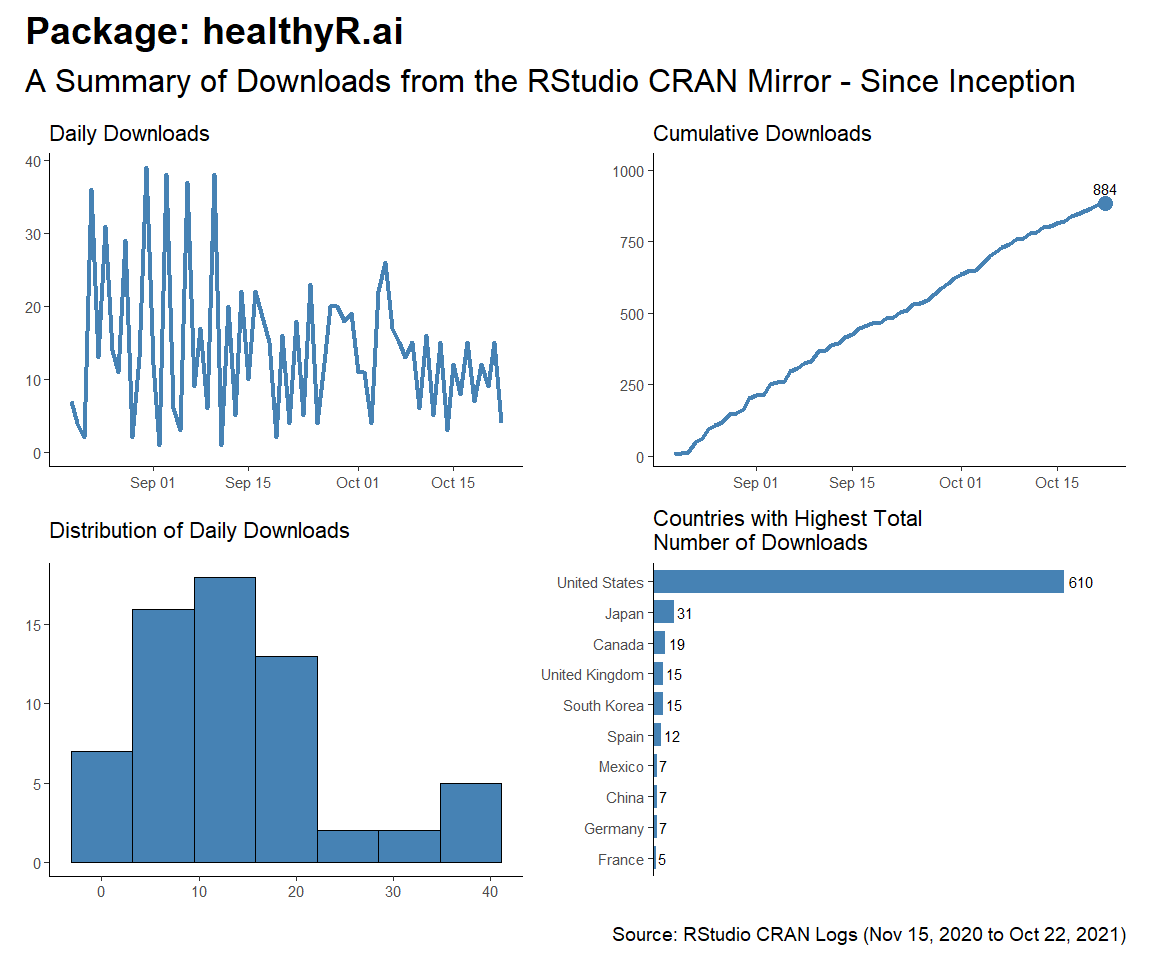 Package: healthyR.ai
A Summary of Downloads from the RStudio CRAN Mirror - Since Inception
Daily Downloads
40
30
20
10
0
Sep 01 Sep 15 Oct 01 Oct 15
Cumulative Downloads
1000
750
500
250
0
884
Sep 01 Sep 15 Oct 01 Oct 15
Distribution of Daily Downloads
15
10
5
0
0 10 20 30 40
Countries with Highest Total
Number of Downloads
United States 610
Japan 31
Canada 19
United Kingdom 15
South Korea 15
Spain 12
Mexico 7
China 7
Germany 7
France 5
Source: RStudio CRAN Logs (Nov 15, 2020 to Oct 22, 2021)